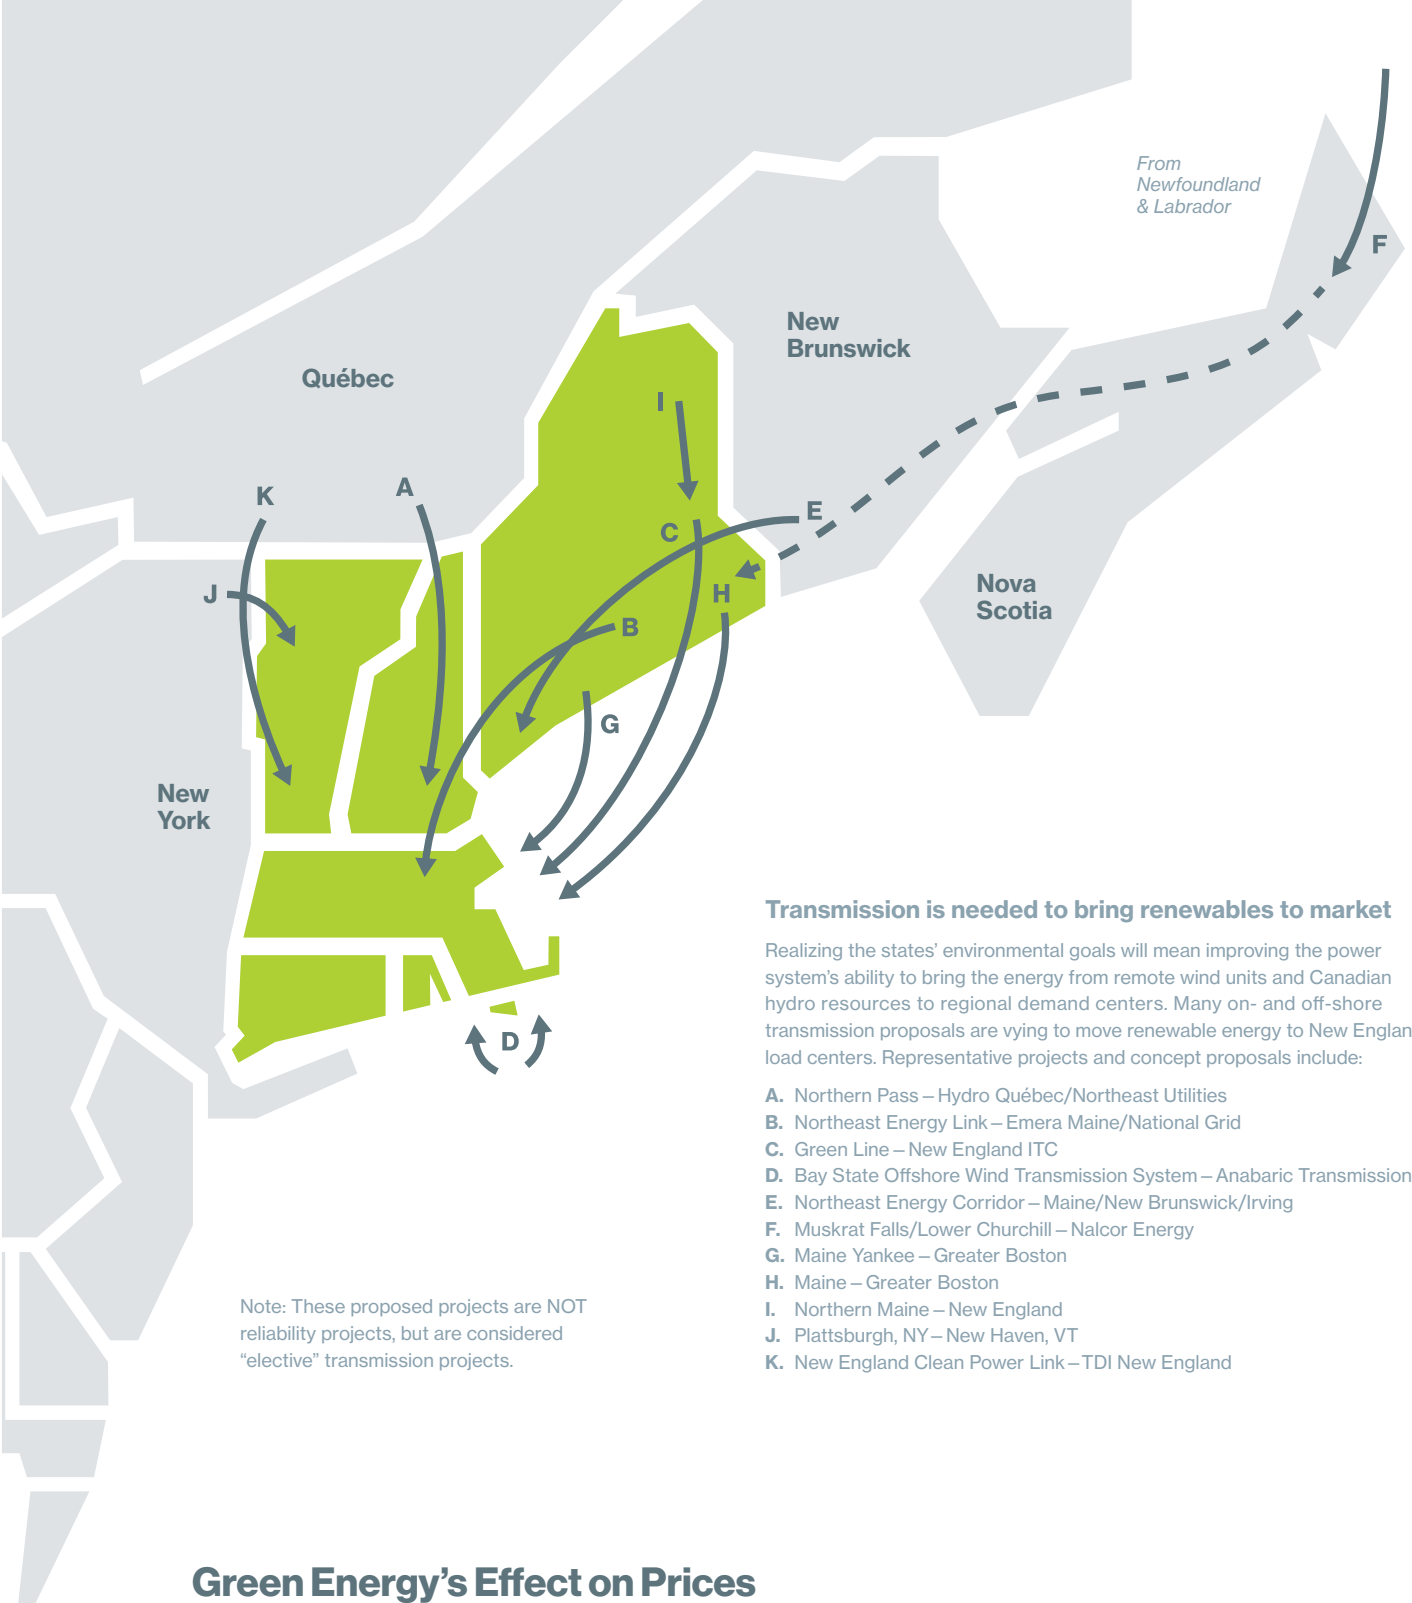 From
Newfoundland
& Labrador
F
New
Brunswick
Québec
I
K
A
E
C
J
H
Nova
Scotia
B
G
New
York
D
Transmission is needed to bring renewables to market
Realizing the states’ environmental goals will mean improving the power
system’s ability to bring the energy from remote wind units and Canadian
hydro resources to regional demand centers. Many on- and off-shore
transmission proposals are vying to move renewable energy to New Englan
load centers. Representative projects and concept proposals include:
A. Northern Pass – Hydro Québec/Northeast Utilities
B. Northeast Energy Link – Emera Maine/National Grid
C. Green Line – New England ITC
D. Bay State Offshore Wind Transmission System – Anabaric Transmission
E. Northeast Energy Corridor – Maine/New Brunswick/Irving
F. Muskrat Falls/Lower Churchill – Nalcor Energy
G. Maine Yankee – Greater Boston
H. Maine – Greater Boston
I. Northern Maine – New England
J. Plattsburgh, NY – New Haven, VT
K. New England Clean Power Link – TDI New England
Note: These proposed projects are NOT
reliability projects, but are considered
“elective” transmission projects.
Green Energy’s Effect on Prices